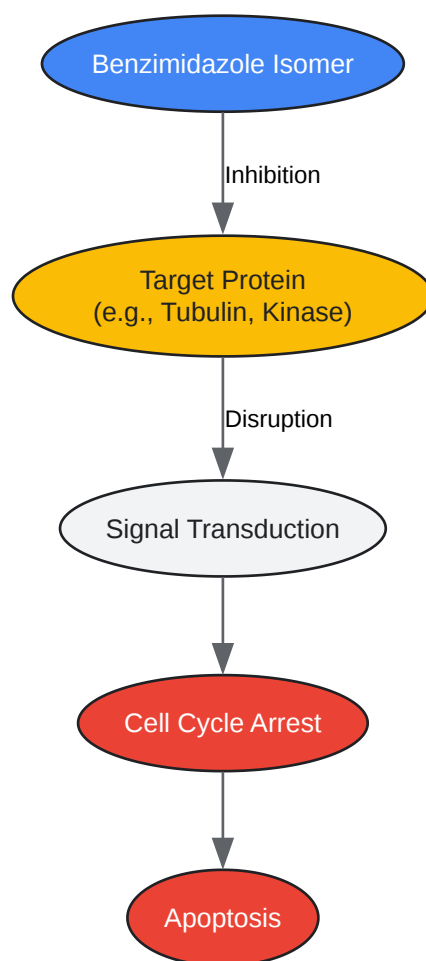 Benzimidazole Isomer
Inhibition
Target Protein
(e.g., Tubulin, Kinase)
Disruption
Signal Transduction
Cell Cycle Arrest
Apoptosis